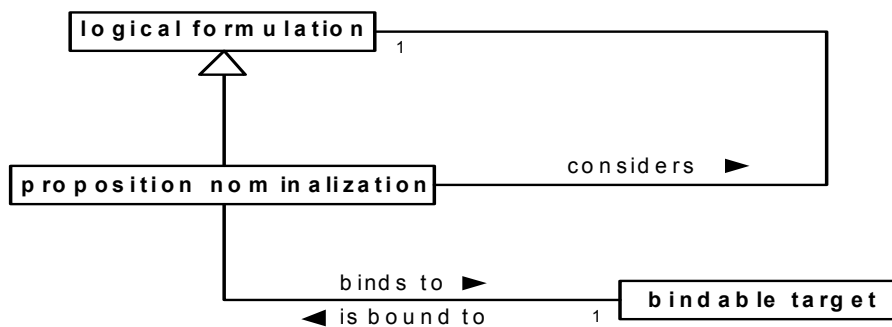 logical formulation
1
considers
proposition nominalization
binds to
is bound to
1
bindable target